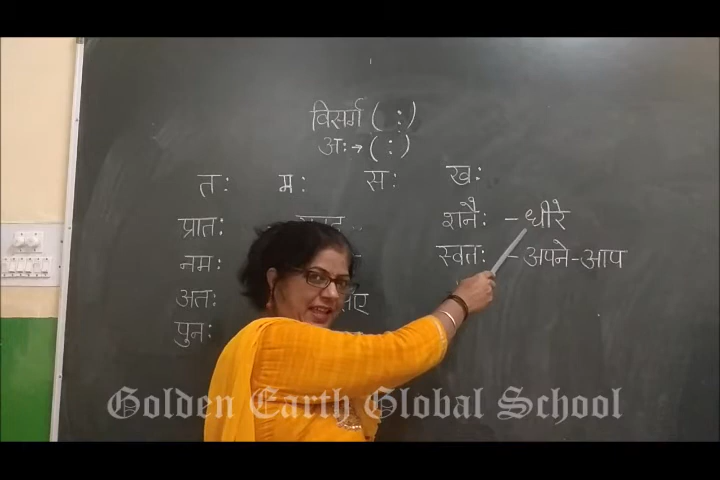 विसर्ग ( : )
अः → ( : )
तः मः सः खः
प्रातः शनैः - धीरे
नमः स्वतः - अपने-आप
अतः
पुनः
Golden Earth Global School